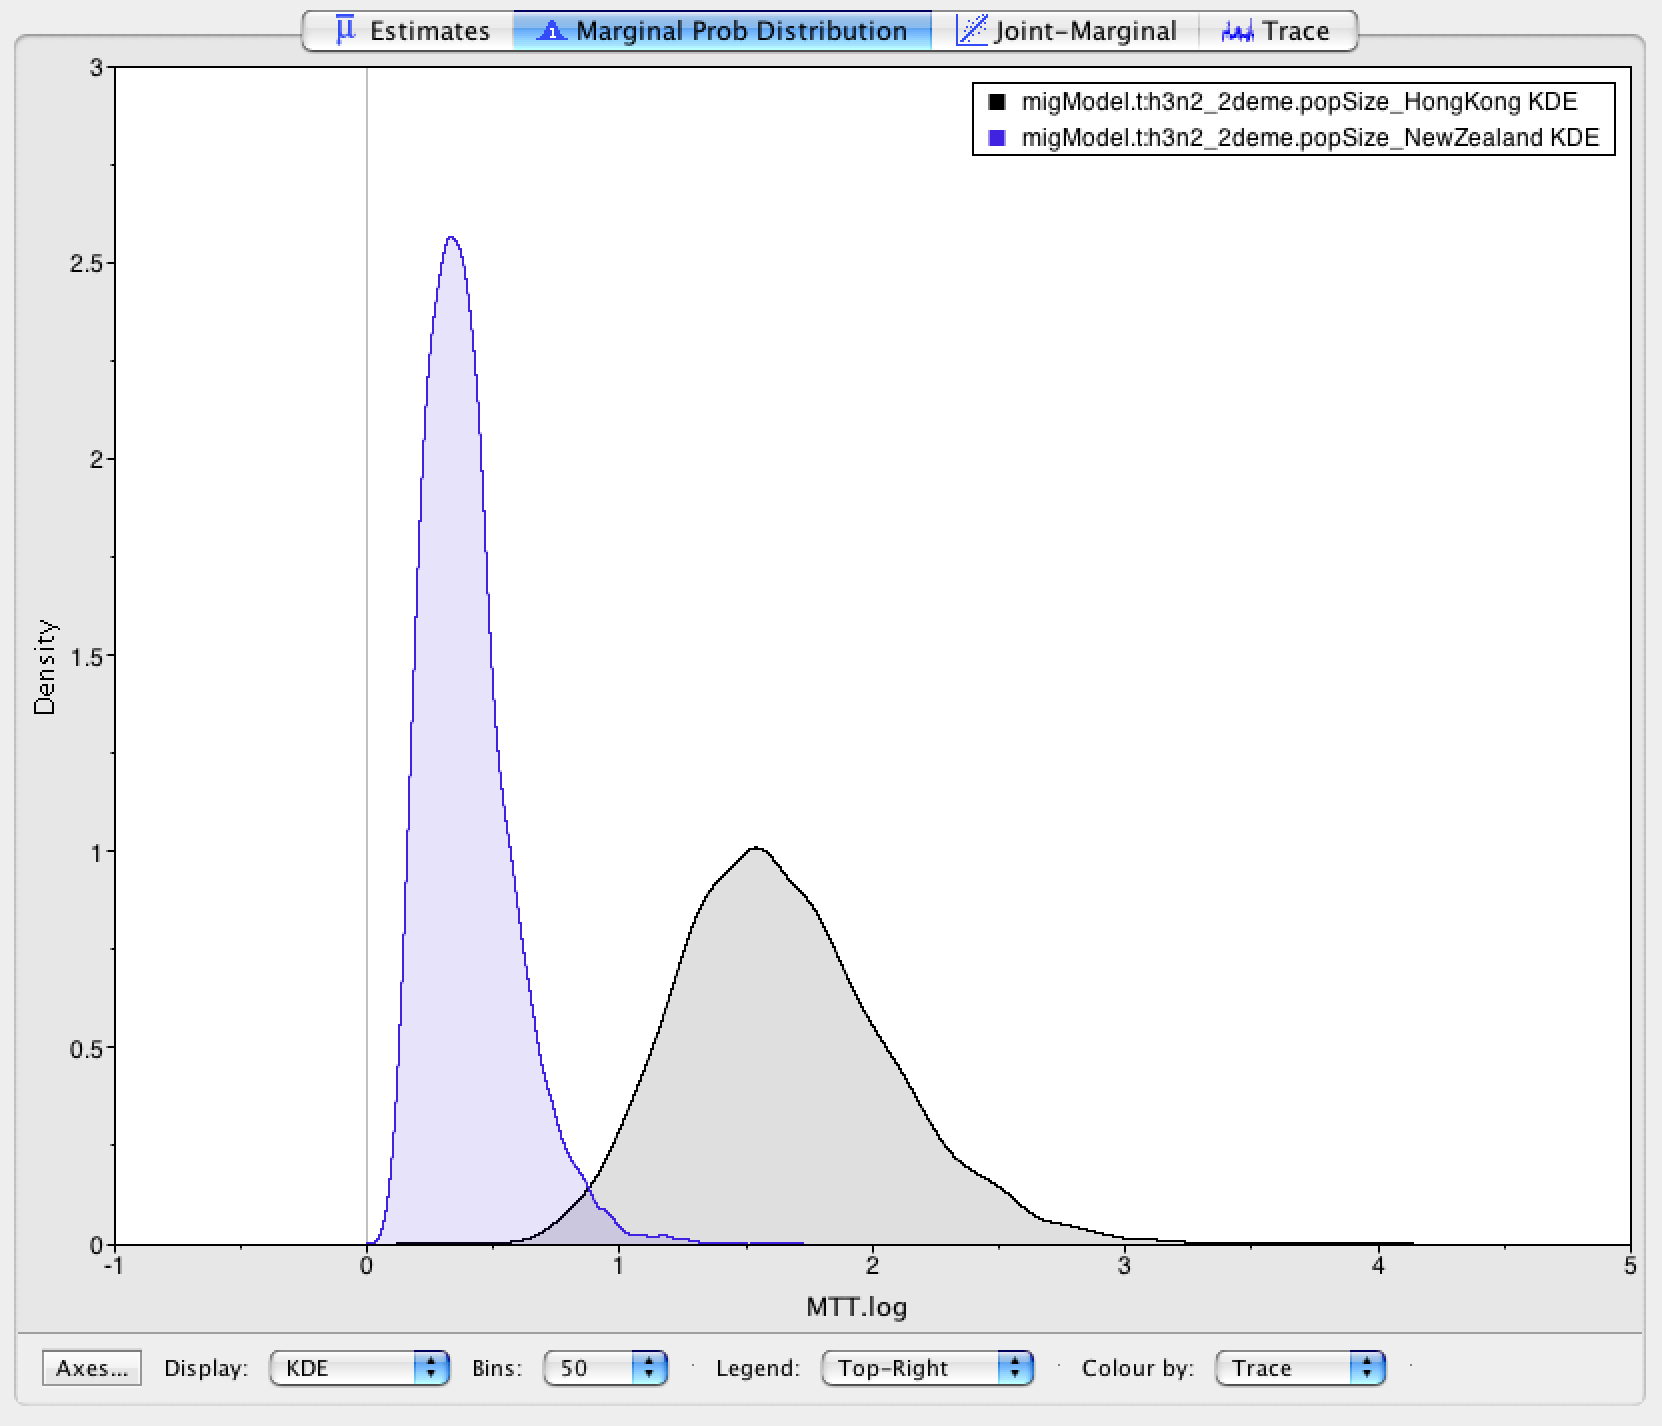 Estimates Marginal Prob Distribution Joint-Marginal Trace
migModel.t:h3n2_2deme.popSize_HongKong KDE
migModel.t:h3n2_2deme.popSize_NewZealand KDE
3
2.5
2
1.5
1
0.5
0
Density
-1 0 1 2 3 4 5
MTT.log
Axes... Display: KDE Bins: 50 Legend: Top-Right Colour by: Trace